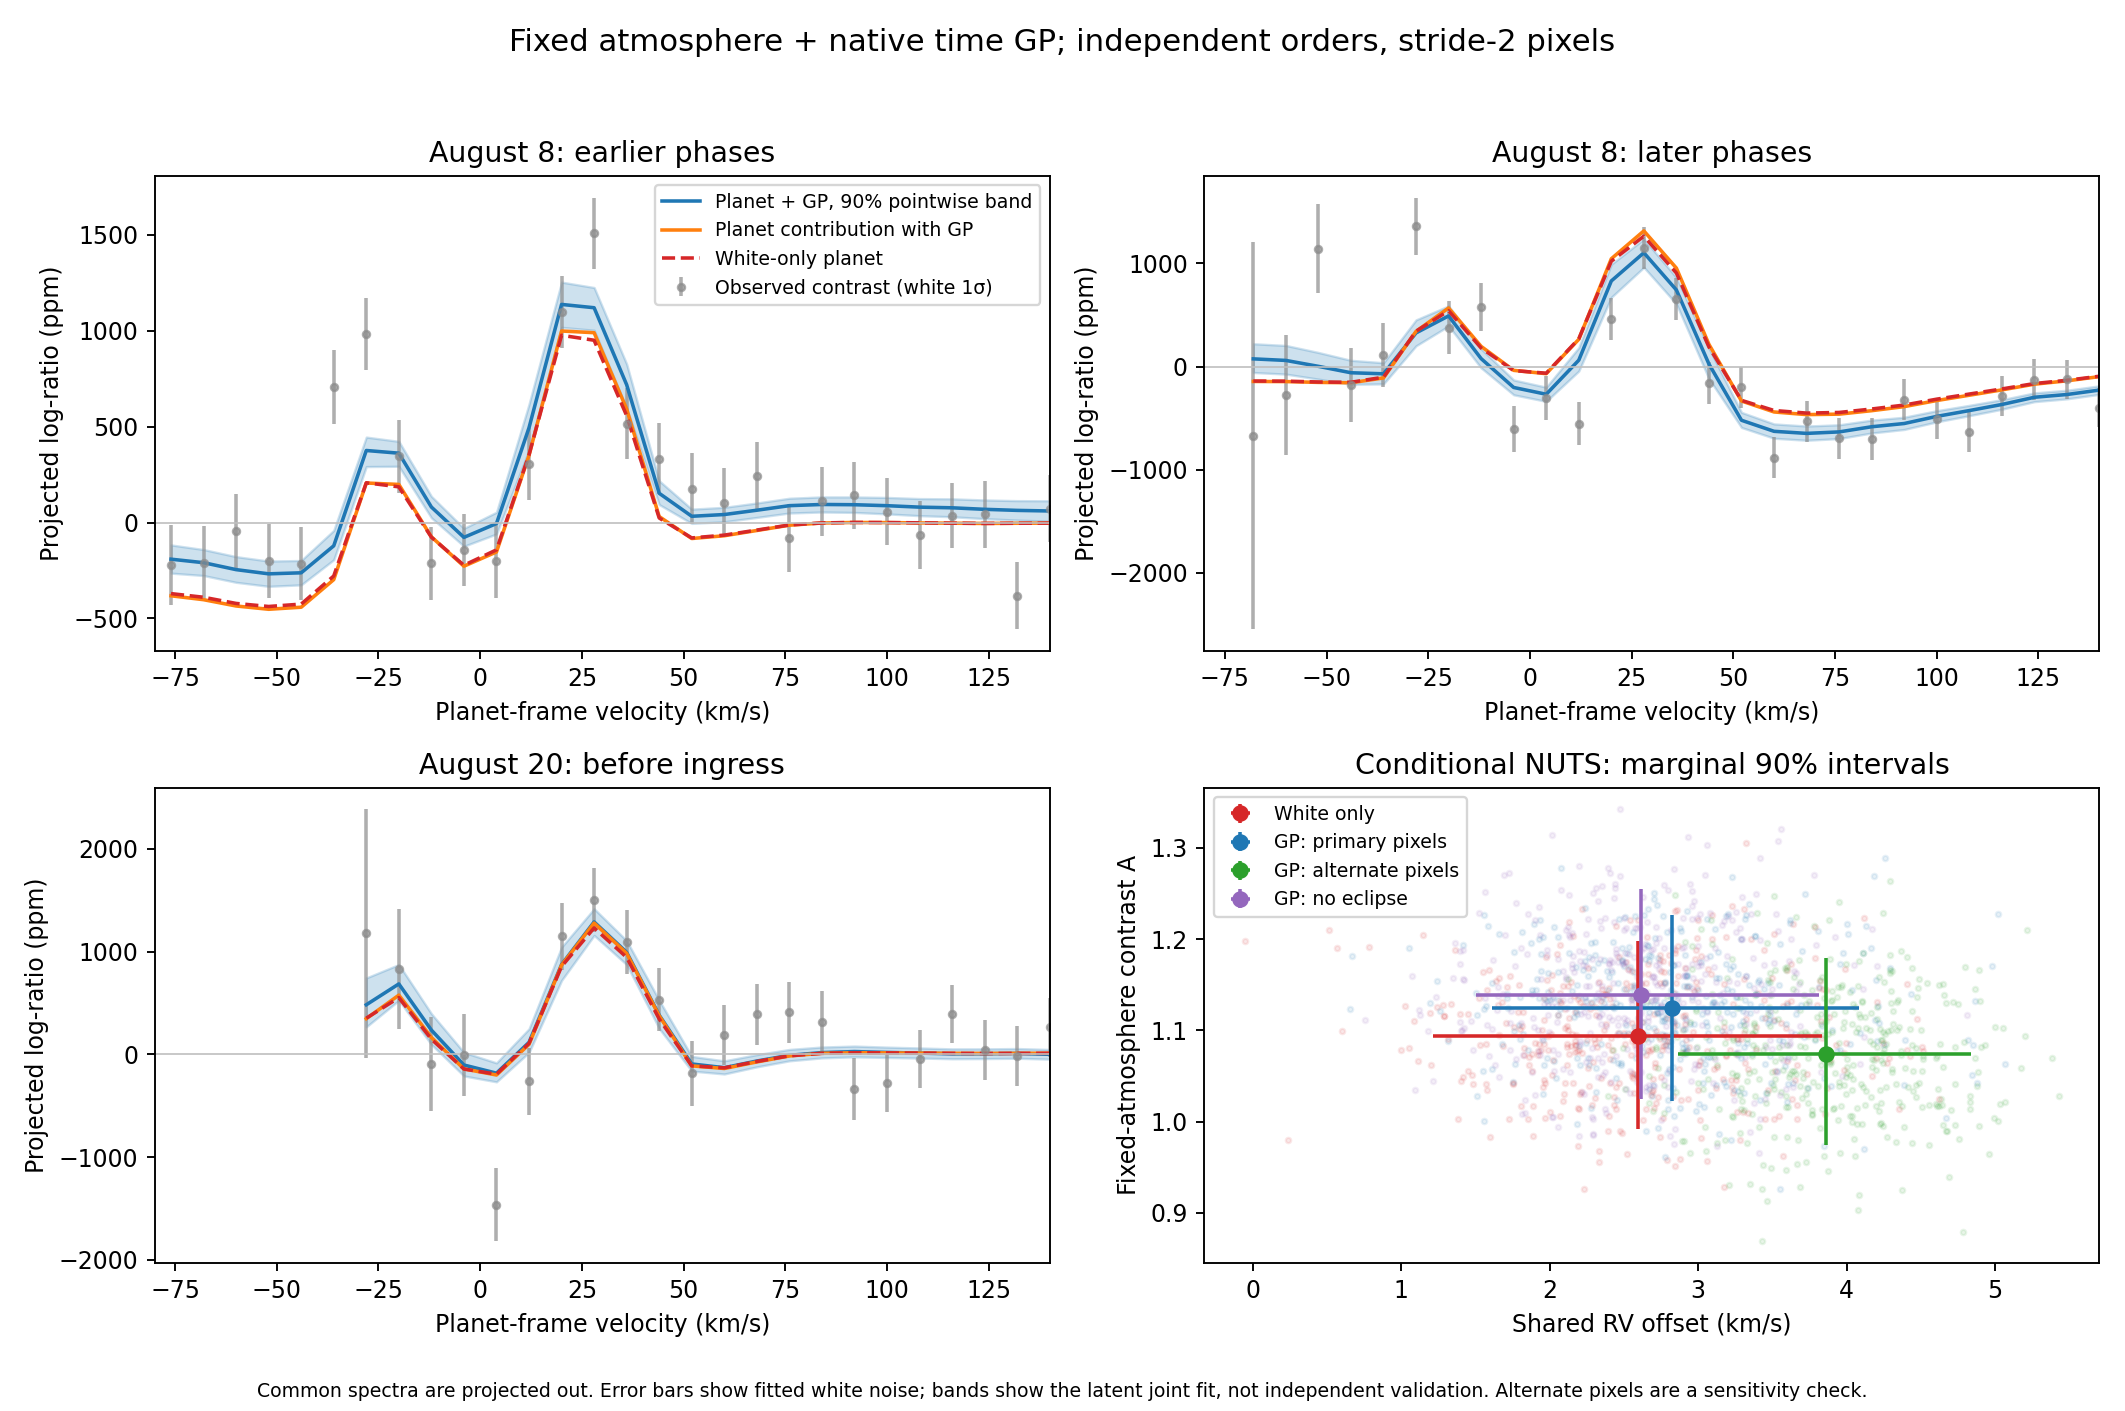 Fixed atmosphere + native time GP; independent orders, stride-2 pixels
August 8: earlier phases
Projected log-ratio (ppm)
1500
1000
500
0
−500
Planet + GP, 90% pointwise band
Planet contribution with GP
White-only planet
Observed contrast (white 1σ)
−75 −50 −25 0 25 50 75 100 125
Planet-frame velocity (km/s)
August 8: later phases
Projected log-ratio (ppm)
1000
0
−1000
−2000
−75 −50 −25 0 25 50 75 100 125
Planet-frame velocity (km/s)
August 20: before ingress
Projected log-ratio (ppm)
2000
1000
0
−1000
−2000
−75 −50 −25 0 25 50 75 100 125
Planet-frame velocity (km/s)
Conditional NUTS: marginal 90% intervals
Fixed-atmosphere contrast A
1.3
1.2
1.1
1.0
0.9
White only
GP: primary pixels
GP: alternate pixels
GP: no eclipse
0 1 2 3 4 5
Shared RV offset (km/s)
Common spectra are projected out. Error bars show fitted white noise; bands show the latent joint fit, not independent validation. Alternate pixels are a sensitivity check.